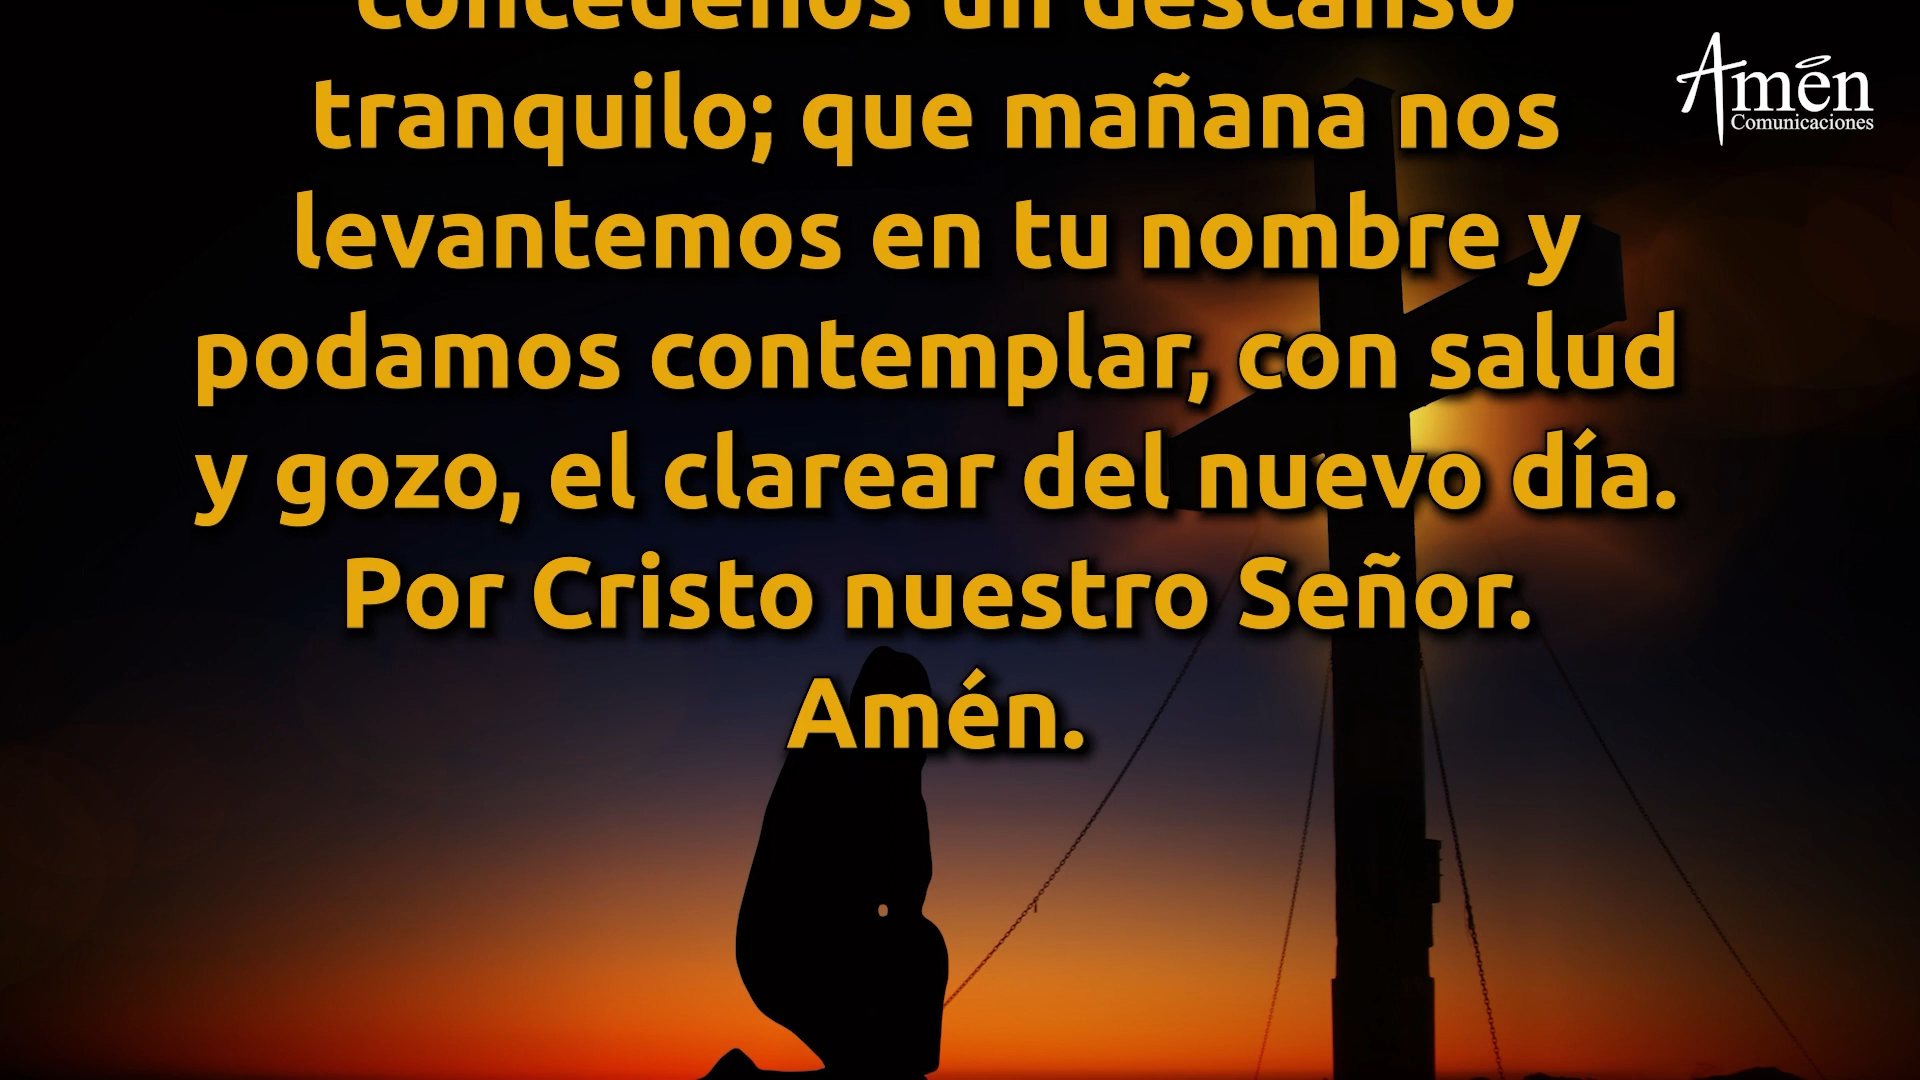 concédenos un descanso
tranquilo; que mañana nos
levantemos en tu nombre y
podamos contemplar, con salud
y gozo, el clarear del nuevo día.
Por Cristo nuestro Señor.
Amén.
Amén
Comunicaciones